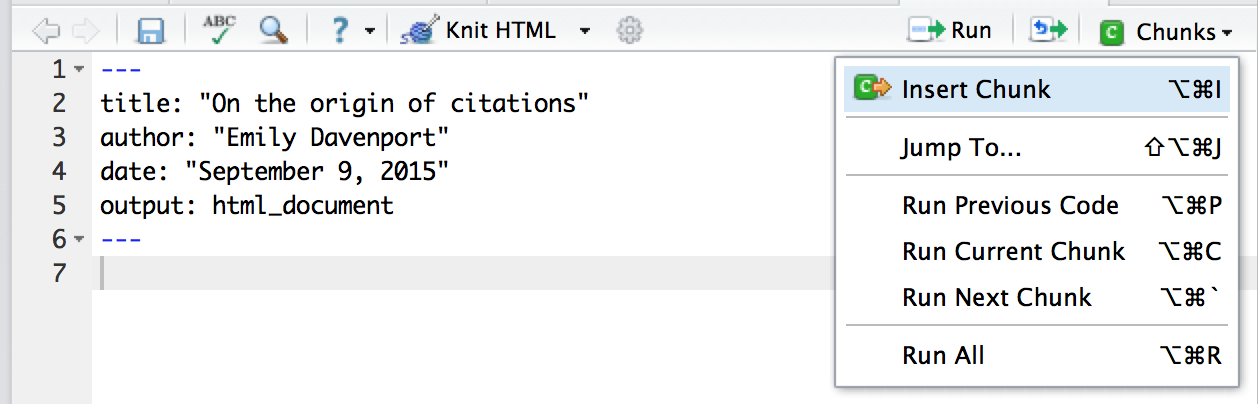 ABC
? Knit HTML Run C Chunks
1 ---
2 title: "On the origin of citations"
3 author: "Emily Davenport"
4 date: "September 9, 2015"
5 output: html_document
6 ---
7
C Insert Chunk ⌥⌘I
Jump To... ⇧⌥⌘J
Run Previous Code ⌥⌘P
Run Current Chunk ⌥⌘C
Run Next Chunk ⌥⌘`
Run All ⌥⌘R